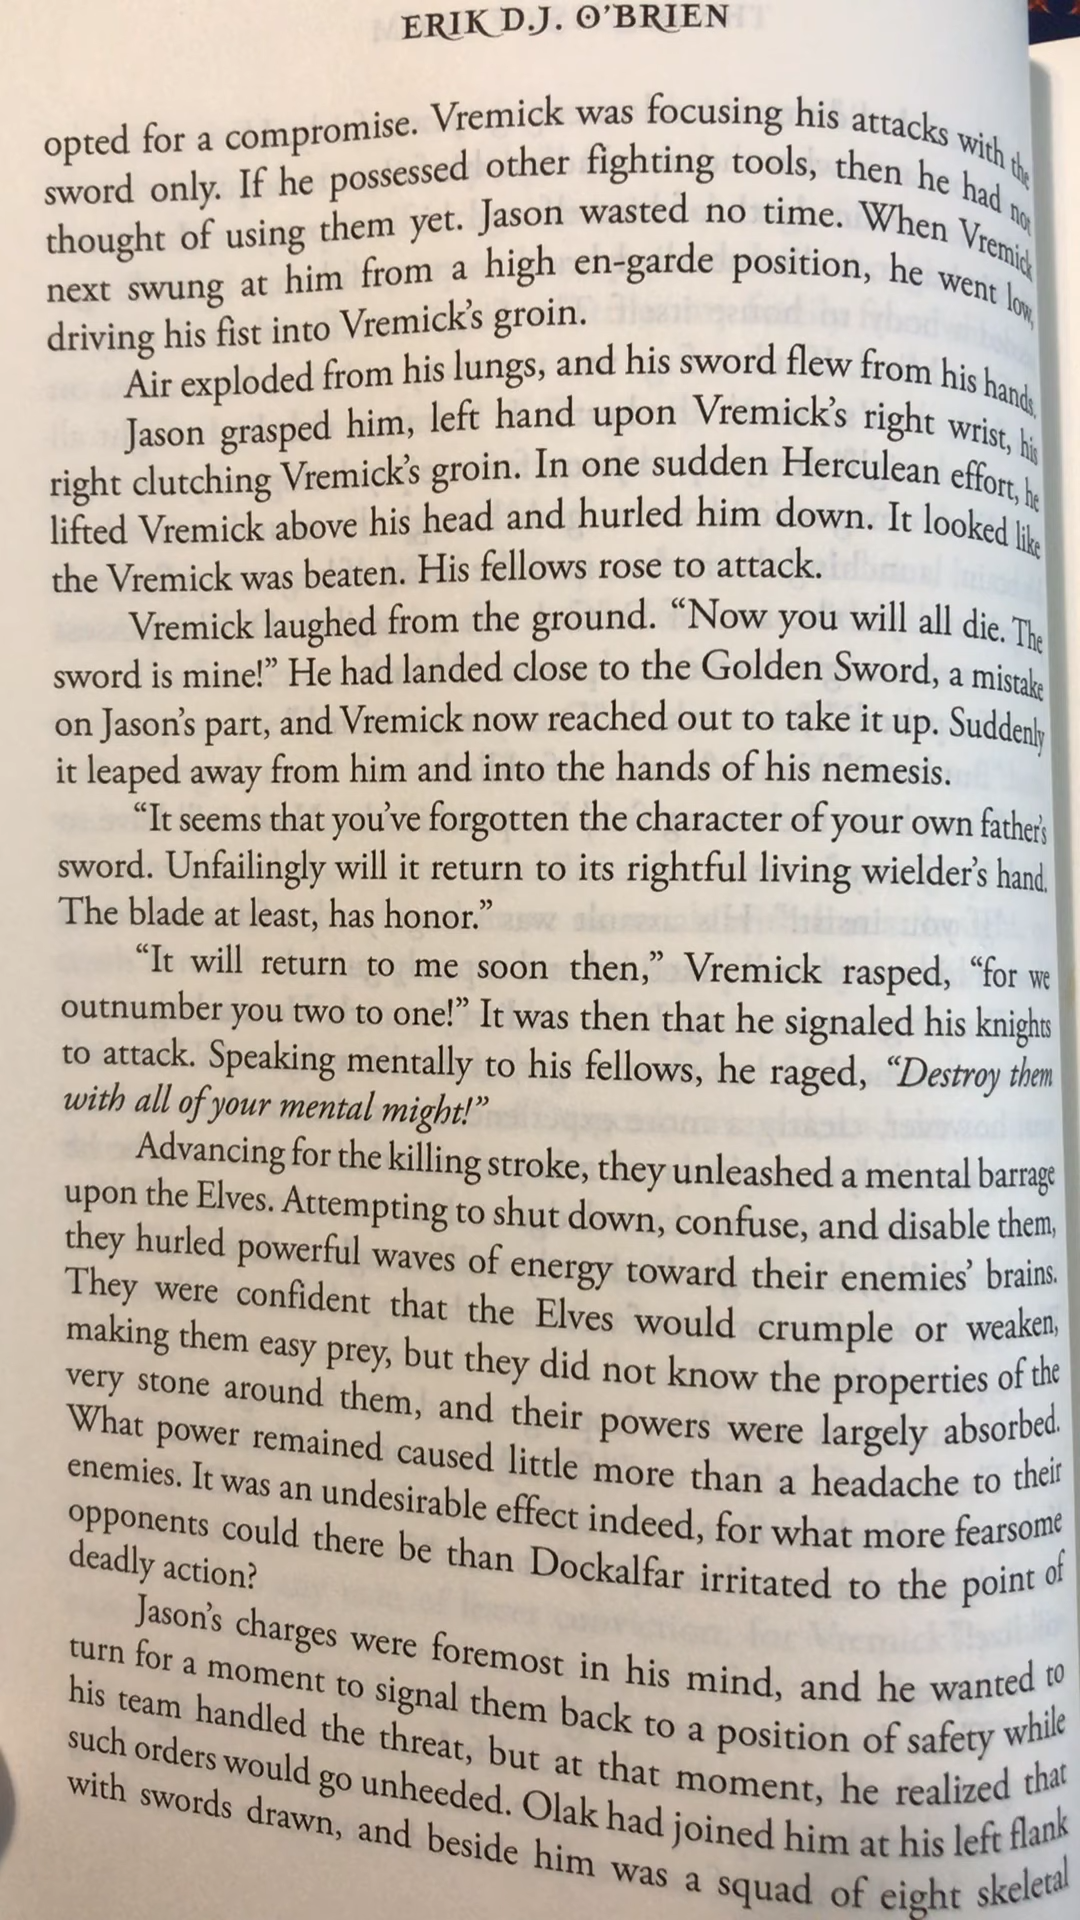 ERIK D.J. O'BRIEN
opted for a compromise. Vremick was focusing his attacks with the
sword only. If he possessed other fighting tools, then he had not
thought of using them yet. Jason wasted no time. When Vremick
next swung at him from a high en-garde position, he went low,
driving his fist into Vremick's groin.
Air exploded from his lungs, and his sword flew from his hands.
Jason grasped him, left hand upon Vremick's right wrist, his
right clutching Vremick's groin. In one sudden Herculean effort, he
lifted Vremick above his head and hurled him down. It looked like
the Vremick was beaten. His fellows rose to attack.
Vremick laughed from the ground. “Now you will all die. The
sword is mine!” He had landed close to the Golden Sword, a mistake
on Jason's part, and Vremick now reached out to take it up. Suddenly
it leaped away from him and into the hands of his nemesis.
“It seems that you've forgotten the character of your own father's
sword. Unfailingly will it return to its rightful living wielder's hand.
The blade at least, has honor.”
“It will return to me soon then,” Vremick rasped, “for we
outnumber you two to one!” It was then that he signaled his knights
to attack. Speaking mentally to his fellows, he raged, “Destroy them
with all of your mental might!”
Advancing for the killing stroke, they unleashed a mental barrage
upon the Elves. Attempting to shut down, confuse, and disable them,
they hurled powerful waves of energy toward their enemies' brains.
They were confident that the Elves would crumple or weaken,
making them easy prey, but they did not know the properties of the
very stone around them, and their powers were largely absorbed.
What power remained caused little more than a headache to their
enemies. It was an undesirable effect indeed, for what more fearsome
opponents could there be than Dockalfar irritated to the point of
deadly action?
Jason's charges were foremost in his mind, and he wanted to
turn for a moment to signal them back to a position of safety while
his team handled the threat, but at that moment, he realized that
such orders would go unheeded. Olak had joined him at his left flank
with swords drawn, and beside him was a squad of eight skeletal